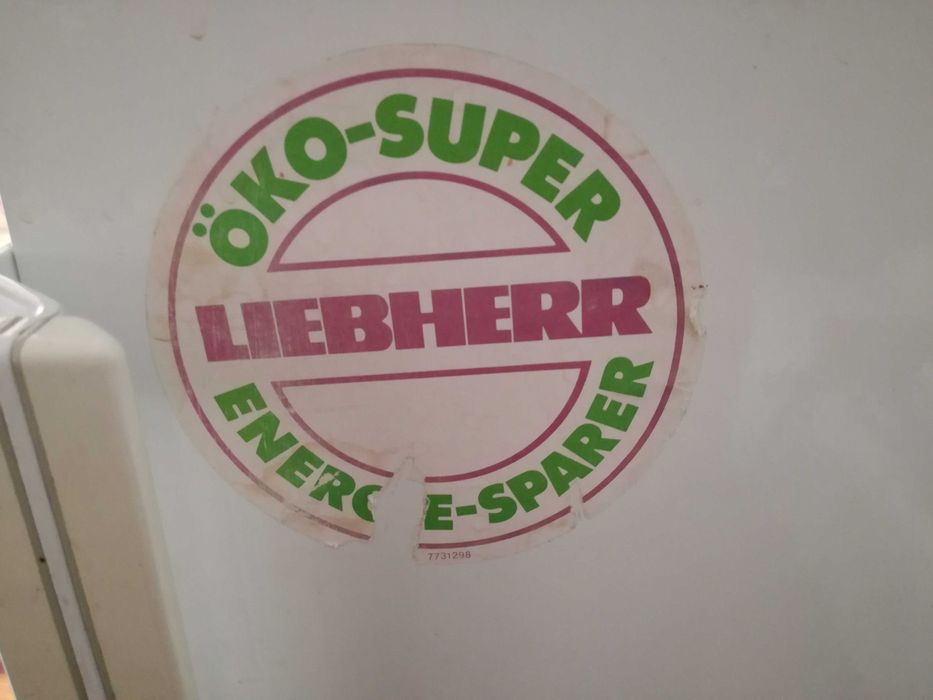 ÖKO-SUPER
LIEBHERR
ENERGIE-SPARER
7731298